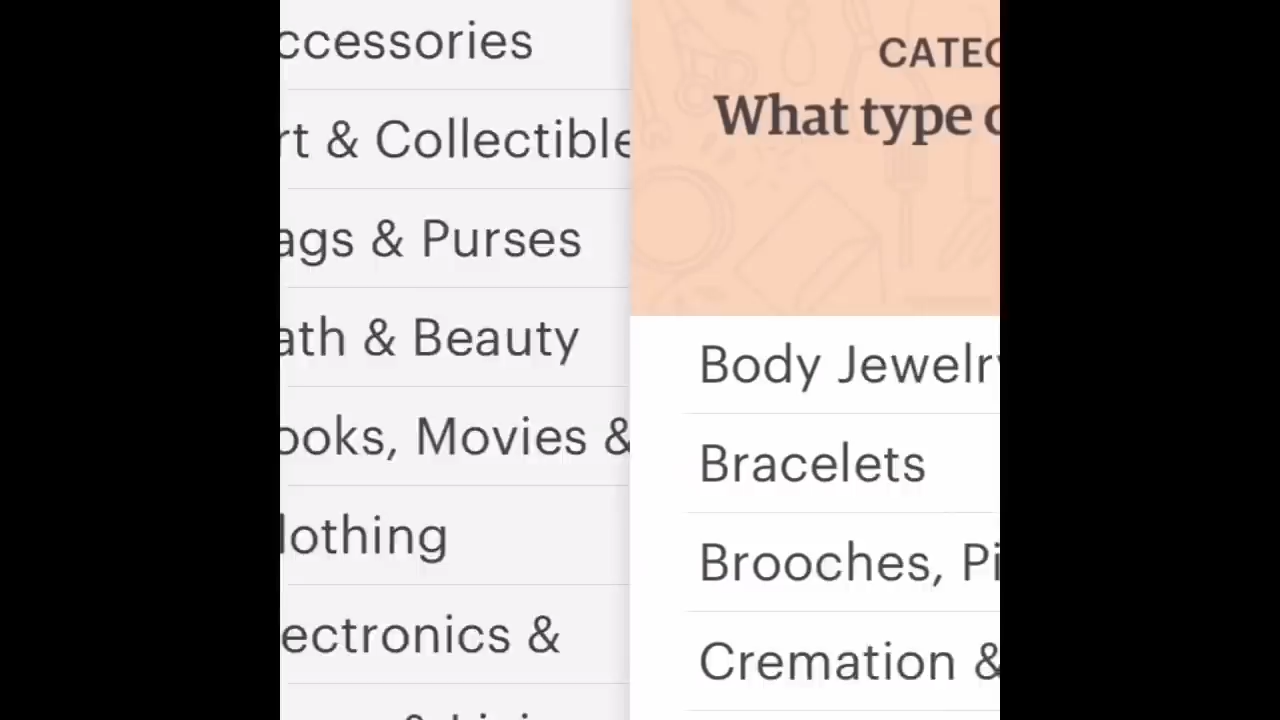 ccessories
rt & Collectible
ags & Purses
ath & Beauty
ooks, Movies &
lothing
ectronics &
CATEG
What type o
Body Jewelry
Bracelets
Brooches, Pi
Cremation &